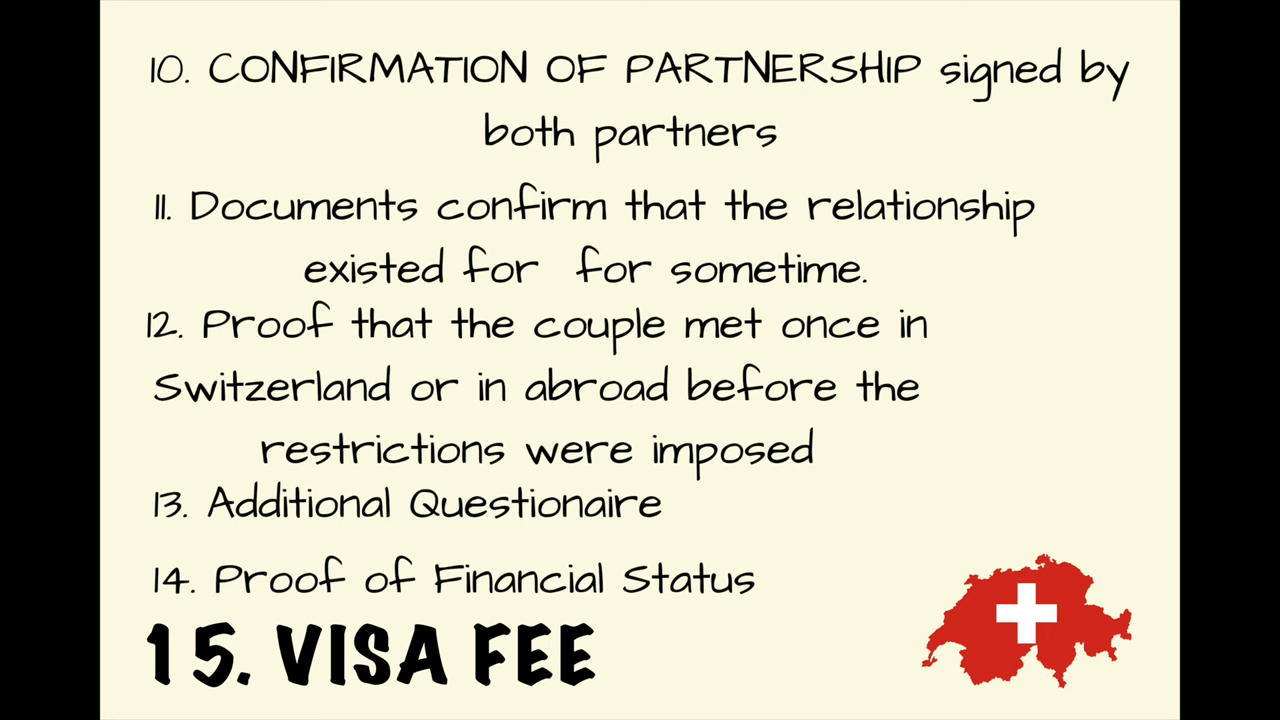 10. CONFIRMATION OF PARTNERSHIP signed by
both partners
11. Documents confirm that the relationship
existed for for sometime.
12. Proof that the couple met once in
Switzerland or in abroad before the
restrictions were imposed
13. Additional Questionaire
14. Proof of Financial Status
15. VISA FEE